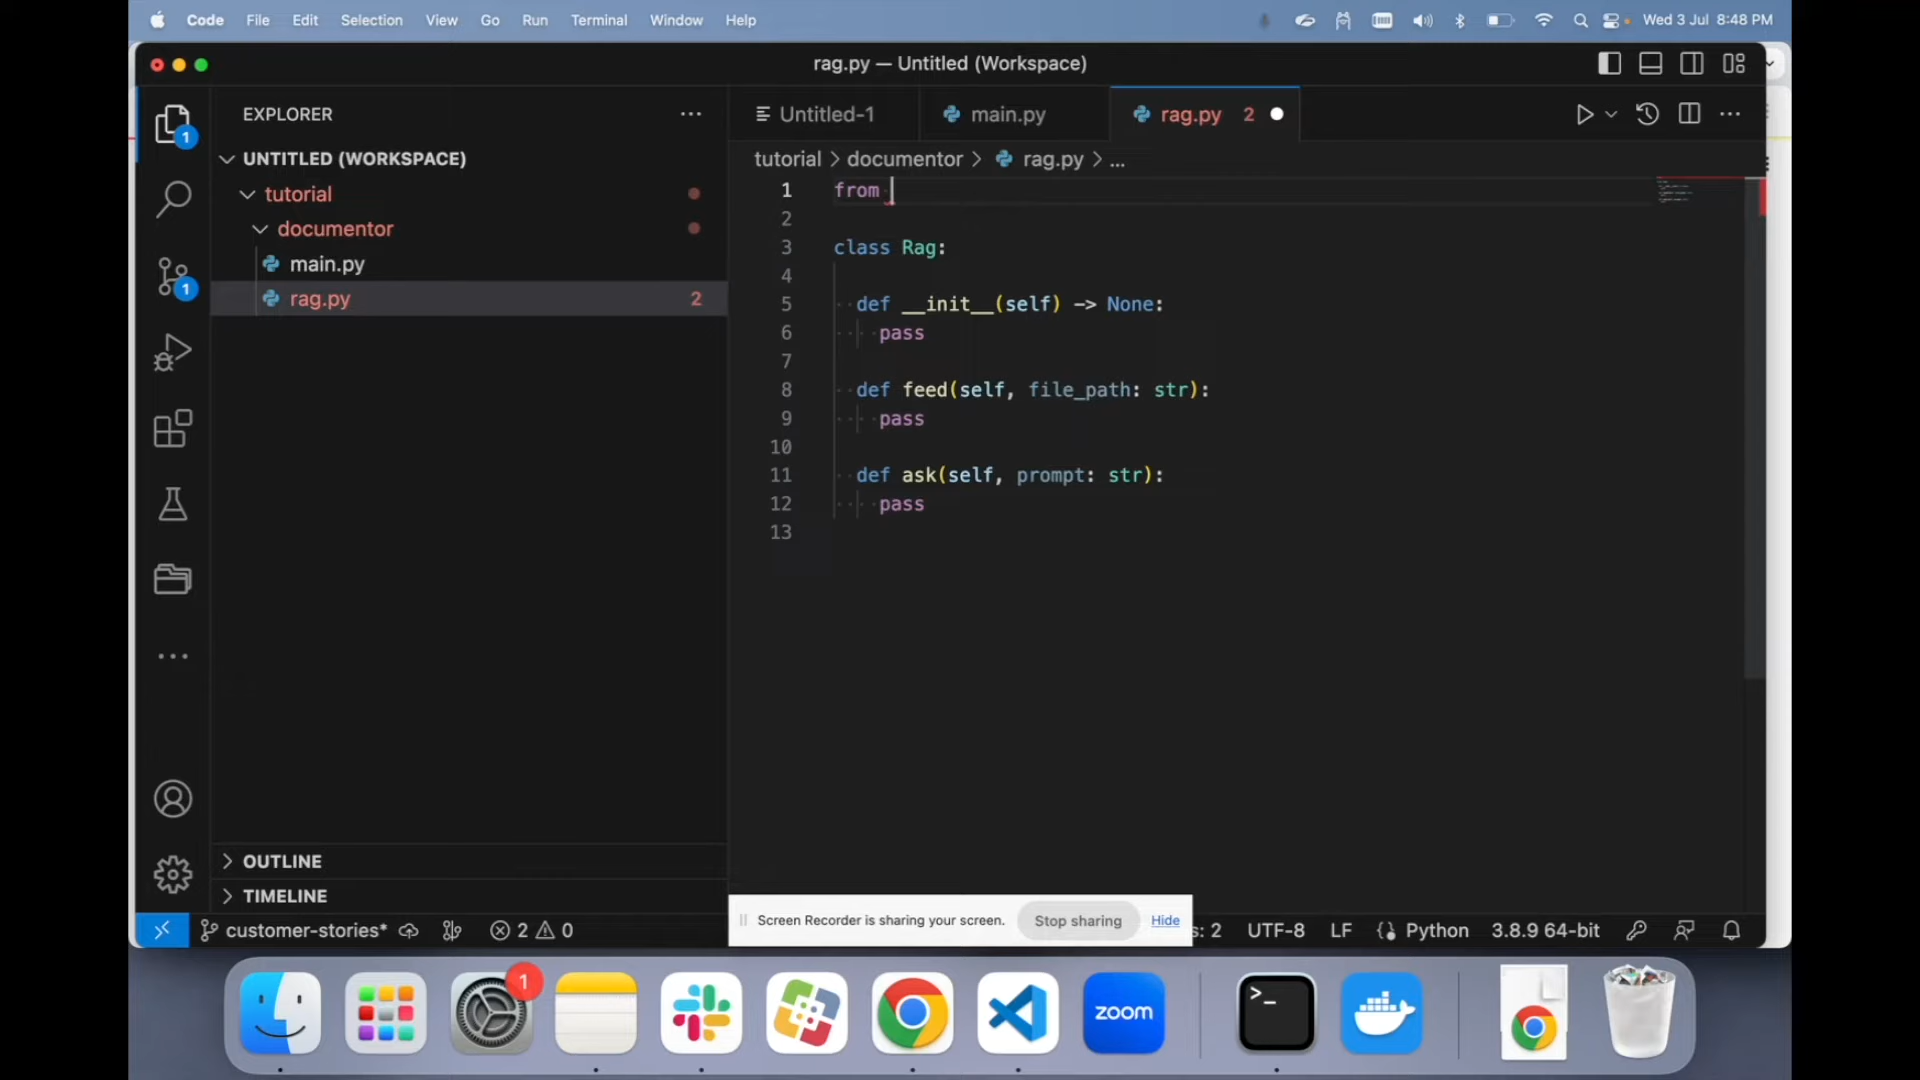 Code File Edit Selection View Go Run Terminal Window Help Wed 3 Jul 8:48 PM
rag.py — Untitled (Workspace)
EXPLORER
Untitled-1 main.py rag.py 2
UNTITLED (WORKSPACE)
tutorial > documentor > rag.py > ...
tutorial
documentor
main.py
rag.py 2
1 from
2
3 class Rag:
4
5 def __init__(self) -> None:
6 pass
7
8 def feed(self, file_path: str):
9 pass
10
11 def ask(self, prompt: str):
12 pass
13
1
1
OUTLINE
TIMELINE
Screen Recorder is sharing your screen. Stop sharing Hide
customer-stories* 2 0 s: 2 UTF-8 LF Python 3.8.9 64-bit
1
zoom
>_